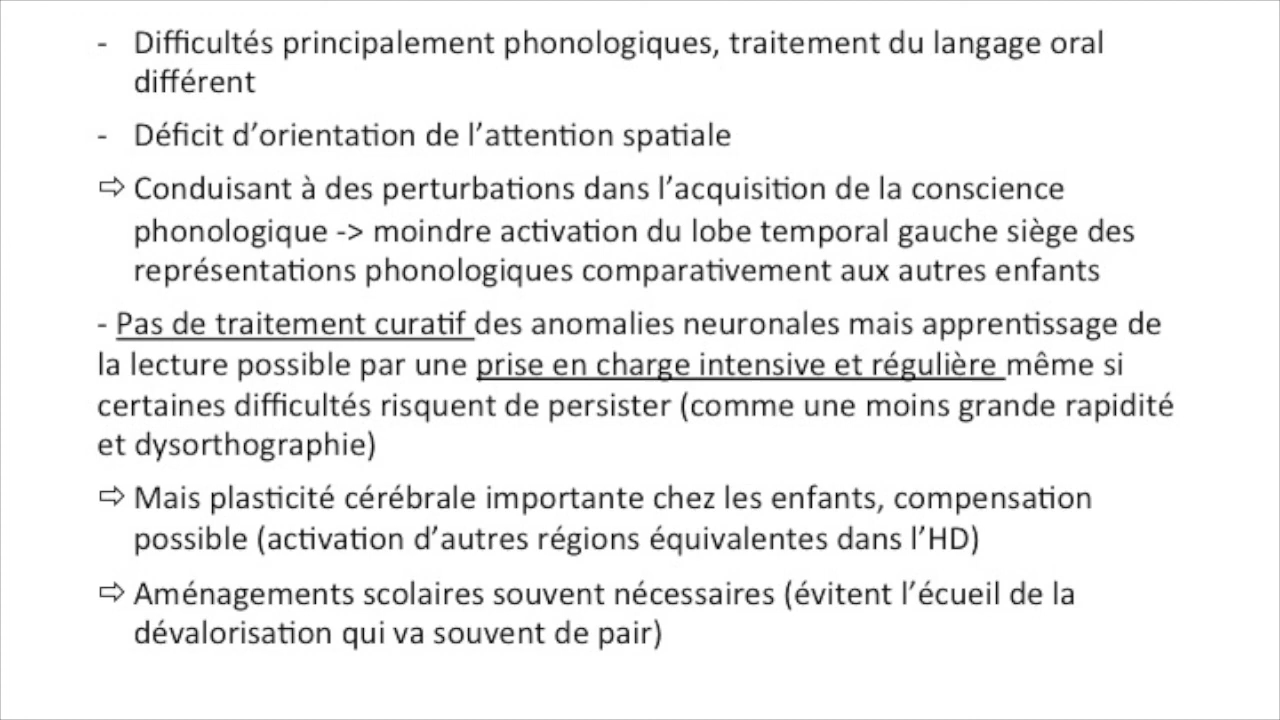 - Difficultés principalement phonologiques, traitement du langage oral
différent
- Déficit d’orientation de l’attention spatiale
⇨ Conduisant à des perturbations dans l’acquisition de la conscience
phonologique -> moindre activation du lobe temporal gauche siège des
représentations phonologiques comparativement aux autres enfants
- Pas de traitement curatif des anomalies neuronales mais apprentissage de
la lecture possible par une prise en charge intensive et régulière même si
certaines difficultés risquent de persister (comme une moins grande rapidité
et dysorthographie)
⇨ Mais plasticité cérébrale importante chez les enfants, compensation
possible (activation d’autres régions équivalentes dans l’HD)
⇨ Aménagements scolaires souvent nécessaires (évitent l’écueil de la
dévalorisation qui va souvent de pair)